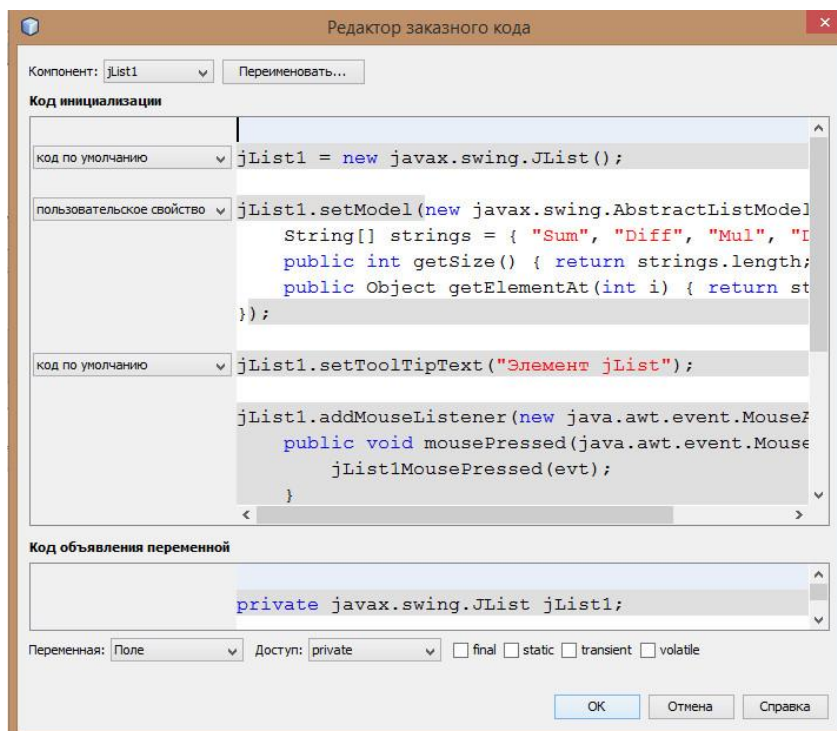 Редактор заказного кода
Компонент: jList1 Переименовать...
Код инициализации
код по умолчанию jList1 = new javax.swing.JList();
пользовательское свойство jList1.setModel(new javax.swing.AbstractListModel
String[] strings = { "Sum", "Diff", "Mul", "D
public int getSize() { return strings.length;
public Object getElementAt(int i) { return st
});
код по умолчанию jList1.setToolTipText("Элемент jList");
jList1.addMouseListener(new java.awt.event.MouseA
public void mousePressed(java.awt.event.Mouse
jList1MousePressed(evt);
}
Код объявления переменной
private javax.swing.JList jList1;
Переменная: Поле Доступ: private final static transient volatile
OK Отмена Справка